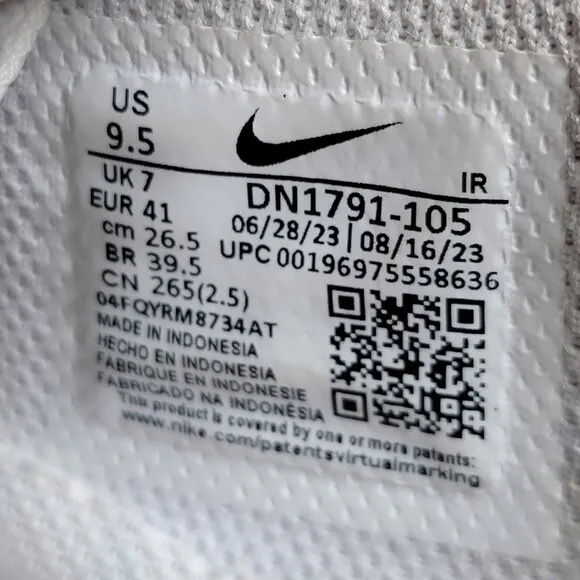 US
9.5
IR
UK 7
DN1791-105
EUR 41
06/28/23 | 08/16/23
cm 26.5
UPC 00196975558636
BR 39.5
CN 265(2.5)
04FQYRM8734AT
MADE IN INDONESIA
HECHO EN INDONESIA
FABRIQUE EN INDONESIE
FABRICADO NA INDONÉSIA
This product is covered by one or more patents:
www.nike.com/patentsvirtualmarking